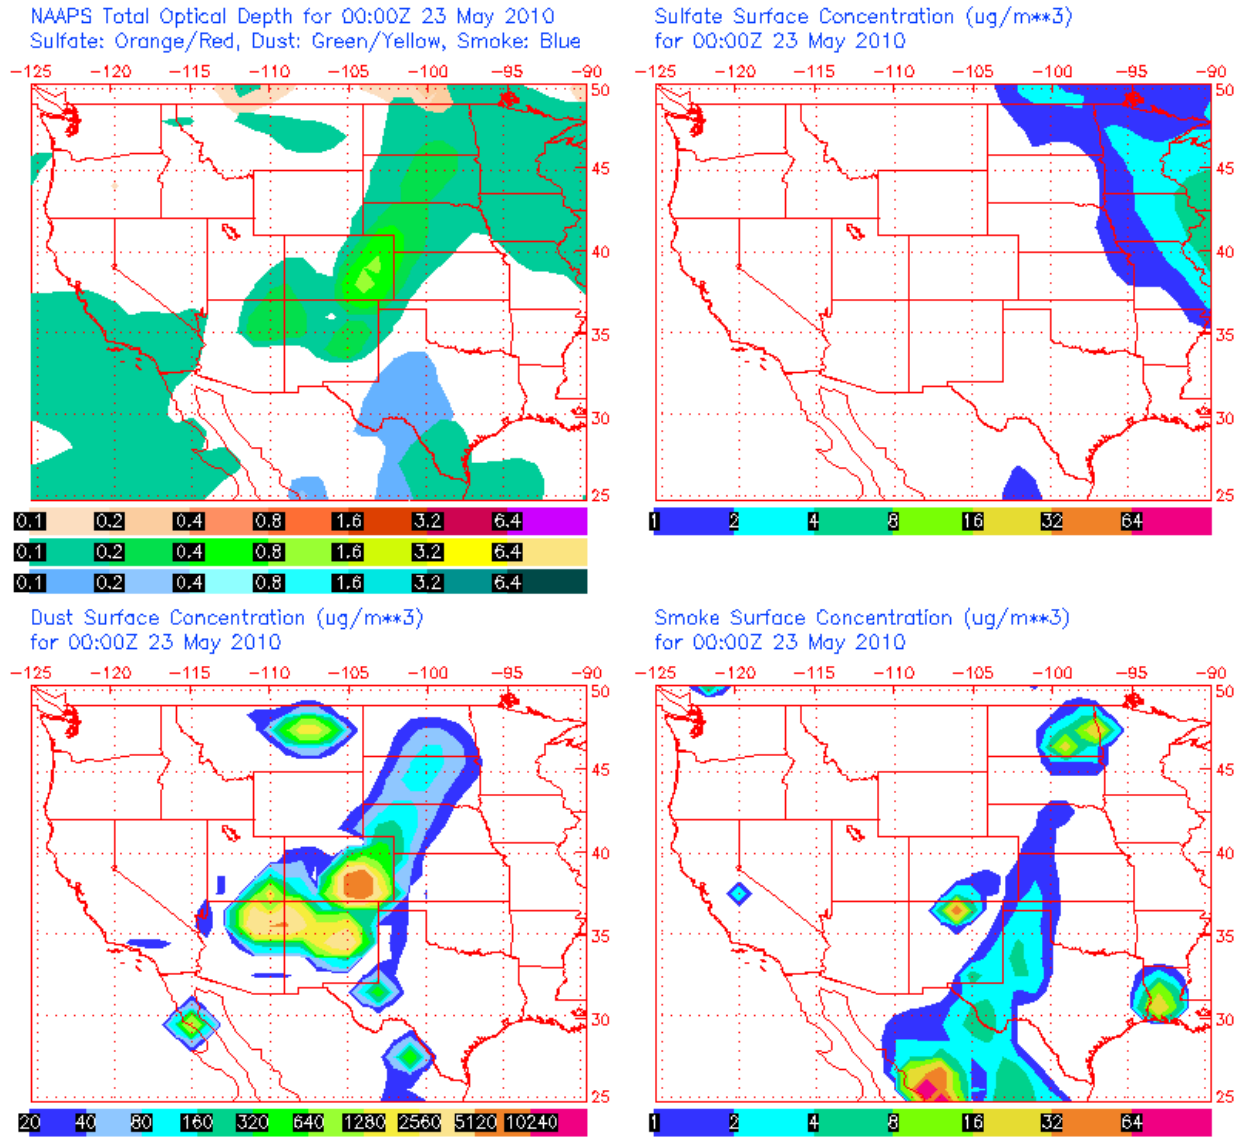 NAAPS Total Optical Depth for 00:00Z 23 May 2010
Sulfate: Orange/Red, Dust: Green/Yellow, Smoke: Blue
-125 -120 -115 -110 -105 -100 -95 -90
50
45
40
35
30
25
0.1 0.2 0.4 0.8 1.6 3.2 6.4
0.1 0.2 0.4 0.8 1.6 3.2 6.4
0.1 0.2 0.4 0.8 1.6 3.2 6.4
Sulfate Surface Concentration (ug/m**3)
for 00:00Z 23 May 2010
-125 -120 -115 -110 -105 -100 -95 -90
50
45
40
35
30
25
1 2 4 8 16 32 64
Dust Surface Concentration (ug/m**3)
for 00:00Z 23 May 2010
-125 -120 -115 -110 -105 -100 -95 -90
50
45
40
35
30
25
20 40 80 160 320 640 1280 2560 5120 10240
Smoke Surface Concentration (ug/m**3)
for 00:00Z 23 May 2010
-125 -120 -115 -110 -105 -100 -95 -90
50
45
40
35
30
25
1 2 4 8 16 32 64